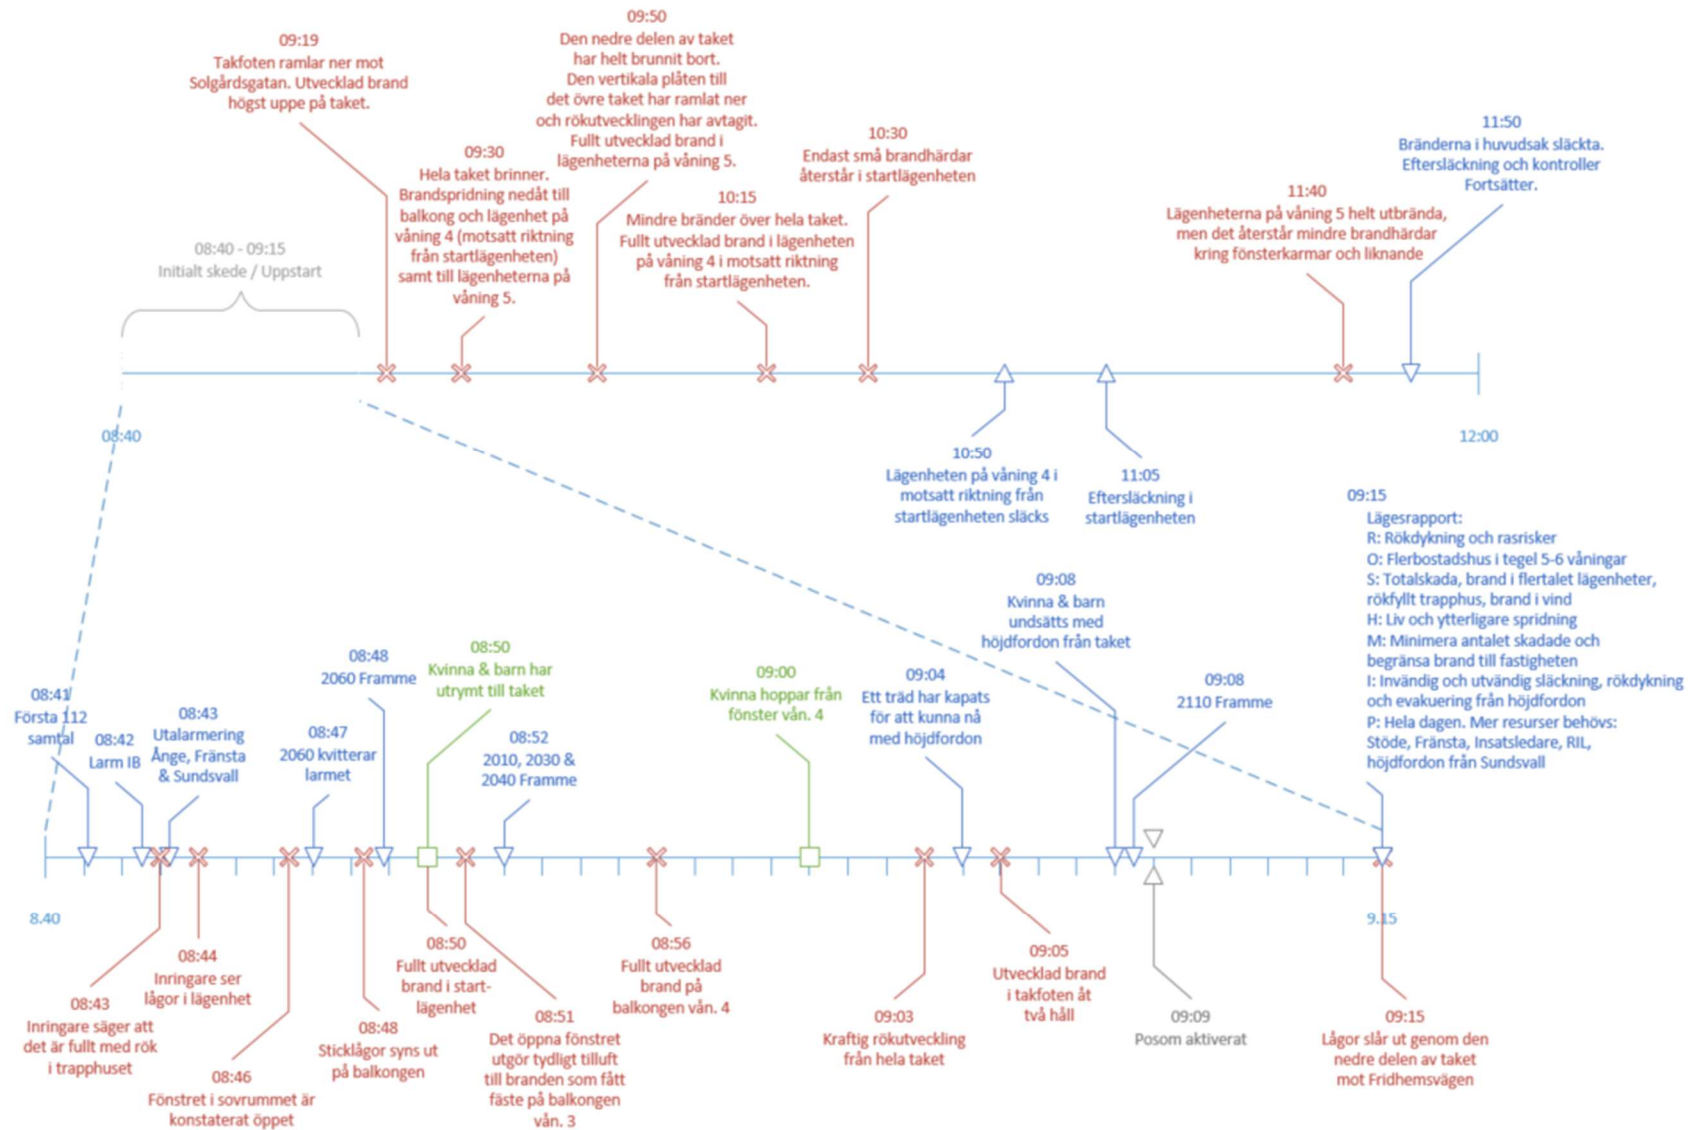 09:19
Takfoten ramlar ner mot
Solgårdsgatan. Utvecklad brand
högst uppe på taket.
09:30
Hela taket brinner.
Brandspridning nedåt till
balkong och lägenhet på
våning 4 (motsatt riktning
från startlägenheten)
samt till lägenheterna på
våning 5.
09:50
Den nedre delen av taket
har helt brunnit bort.
Den vertikala plåten till
det övre taket har ramlat ner
och rökutvecklingen har avtagit.
Fullt utvecklad brand i
lägenheterna på våning 5.
10:15
Mindre bränder över hela taket.
Fullt utvecklad brand i lägenheten
på våning 4 i motsatt riktning
från startlägenheten.
10:30
Endast små brandhärdar
återstår i startlägenheten
11:40
Lägenheterna på våning 5 helt utbrända,
men det återstår mindre brandhärdar
kring fönsterkarmar och liknande
11:50
Bränderna i huvudsak släckta.
Eftersläckning och kontroller
Fortsätter.
08:40 - 09:15
Initialt skede / Uppstart
08:40
12:00
10:50
Lägenheten på våning 4 i
motsatt riktning från
startlägenheten släcks
11:05
Eftersläckning i
startlägenheten
09:15
Lägesrapport:
R: Rökdykning och rasrisker
O: Flerbostadshus i tegel 5-6 våningar
S: Totalskada, brand i flertalet lägenheter,
rökfyllt trapphus, brand i vind
H: Liv och ytterligare spridning
M: Minimera antalet skadade och
begränsa brand till fastigheten
I: Invändig och utvändig släckning, rökdykning
och evakuering från höjdfordon
P: Hela dagen. Mer resurser behövs:
Stöde, Fränsta, Insatsledare, RIL,
höjdfordon från Sundsvall
08:41
Första 112
samtal
08:42
Larm IB
08:43
Utalarmering
Ånge, Fränsta
& Sundsvall
08:47
2060 kvitterar
larmet
08:48
2060 Framme
08:50
Kvinna & barn har
utrymt till taket
08:52
2010, 2030 &
2040 Framme
09:00
Kvinna hoppar från
fönster vån. 4
09:04
Ett träd har kapats
för att kunna nå
med höjdfordon
09:08
Kvinna & barn
undsätts med
höjdfordon från taket
09:08
2110 Framme
8.40
9.15
08:43
Inringare säger att
det är fullt med rök
i trapphuset
08:44
Inringare ser
lågor i lägenhet
08:46
Fönstret i sovrummet är
konstaterat öppet
08:48
Sticklågor syns ut
på balkongen
08:50
Fullt utvecklad
brand i start-
lägenhet
08:51
Det öppna fönstret
utgör tydligt tilluft
till branden som fått
fäste på balkongen
vån. 3
08:56
Fullt utvecklad
brand på
balkongen vån. 4
09:03
Kraftig rökutveckling
från hela taket
09:05
Utvecklad brand
i takfoten åt
två håll
09:09
Posom aktiverat
09:15
Lågor slår ut genom den
nedre delen av taket
mot Fridhemsvägen